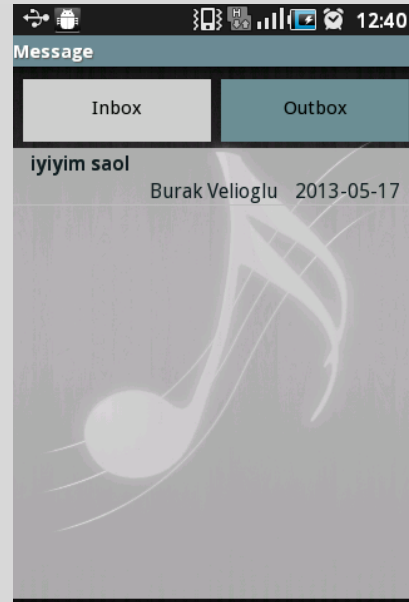 H 12:40
Message
Inbox Outbox
iyiyim saol
Burak Velioglu 2013-05-17